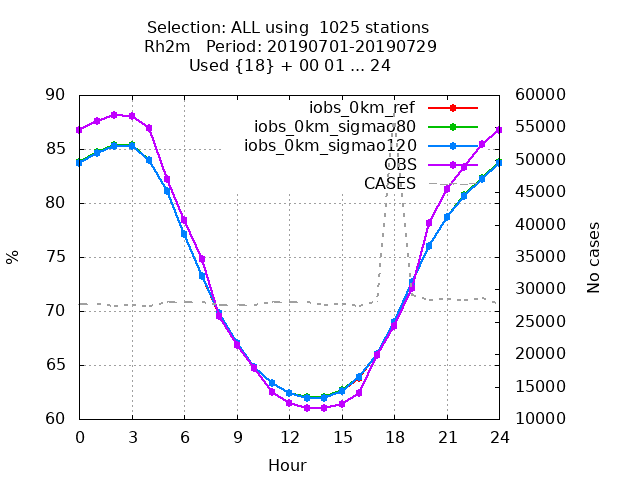 Selection: ALL using  1025 stations
Rh2m   Period: 20190701-20190729
Used {18} + 00 01 ... 24
90
85
80
75
70
65
60
%
60000
55000
50000
45000
40000
35000
30000
25000
20000
15000
10000
No cases
iobs_0km_ref
iobs_0km_sigmao80
iobs_0km_sigmao120
OBS
CASES
0 3 6 9 12 15 18 21 24
Hour